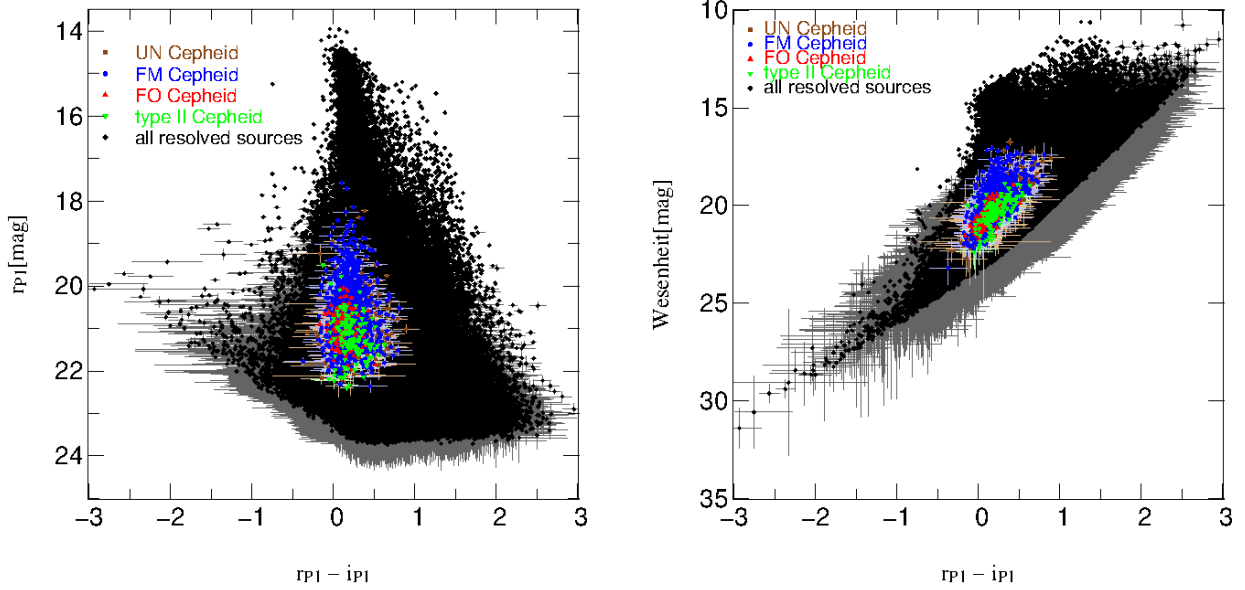 14
16
18
20
22
24
rP1[mag]
UN Cepheid
FM Cepheid
FO Cepheid
type II Cepheid
all resolved sources
−3 −2 −1 0 1 2 3
rP1 − iP1
10
15
20
25
30
35
Wesenheit[mag]
UN Cepheid
FM Cepheid
FO Cepheid
type II Cepheid
all resolved sources
−3 −2 −1 0 1 2 3
rP1 − iP1